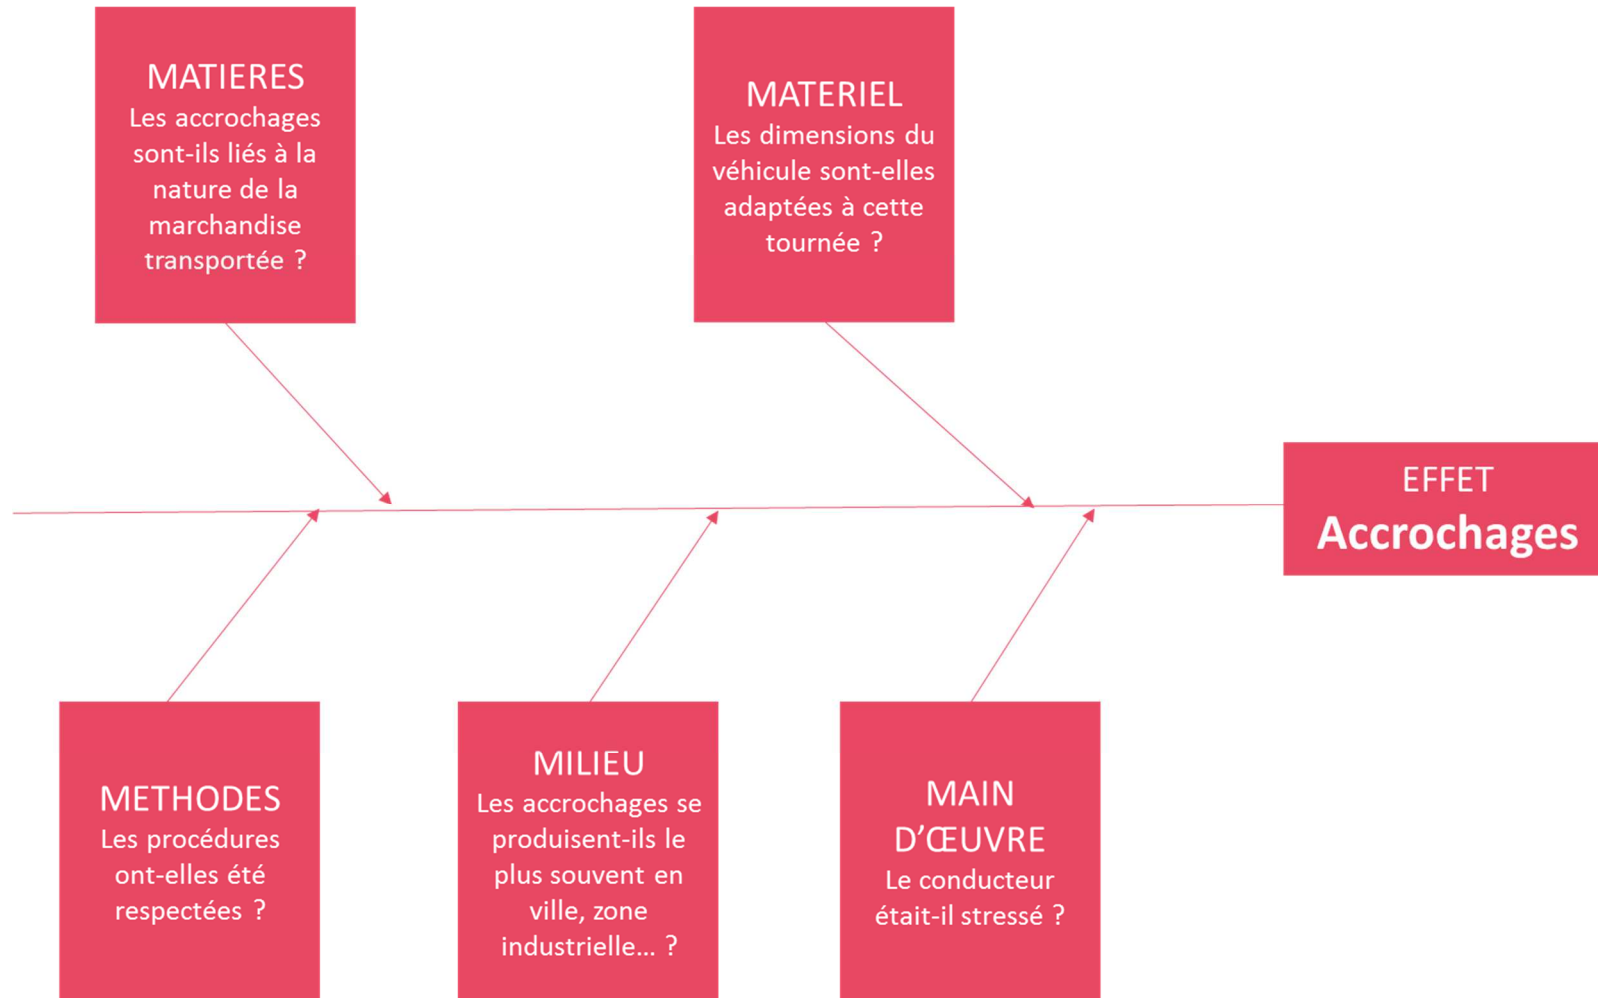 MATIERES
Les accrochages
sont-ils liés à la
nature de la
marchandise
transportée ?
MATERIEL
Les dimensions du
véhicule sont-elles
adaptées à cette
tournée ?
EFFET
Accrochages
METHODES
Les procédures
ont-elles été
respectées ?
MILIEU
Les accrochages se
produisent-ils le
plus souvent en
ville, zone
industrielle... ?
MAIN
D’ŒUVRE
Le conducteur
était-il stressé ?